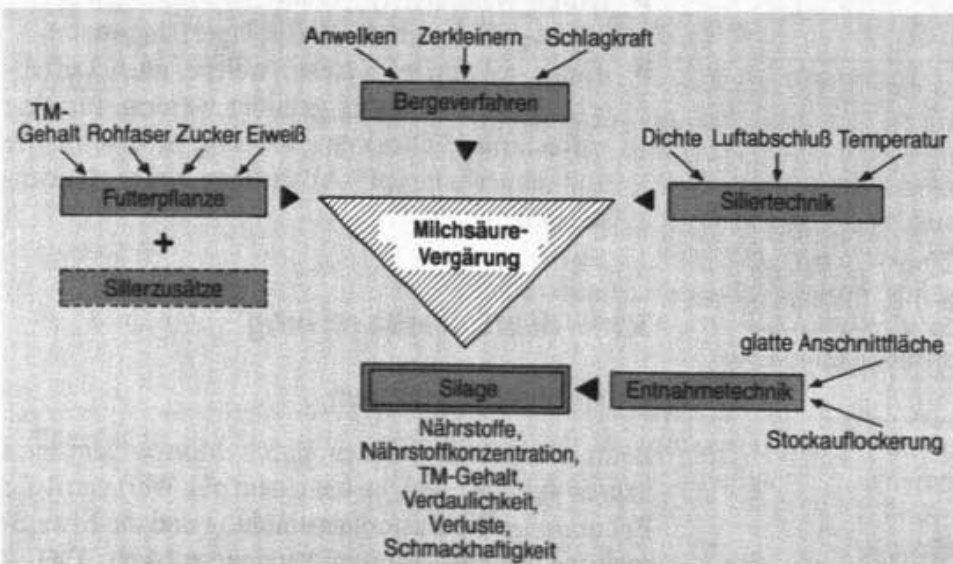 Anwelken Zerkleinern Schlagkraft
Bergeverfahren
TM-
Gehalt Rohfaser Zucker Eiweiß
Futterpflanze
+
Silierzusätze
Dichte Luftabschluß Temperatur
Siliertechnik
Milchsäure-
Vergärung
glatte Anschnittfläche
Silage
Entnahmetechnik
Stockauflockerung
Nährstoffe,
Nährstoffkonzentration,
TM-Gehalt,
Verdaulichkeit,
Verluste,
Schmackhaftigkeit